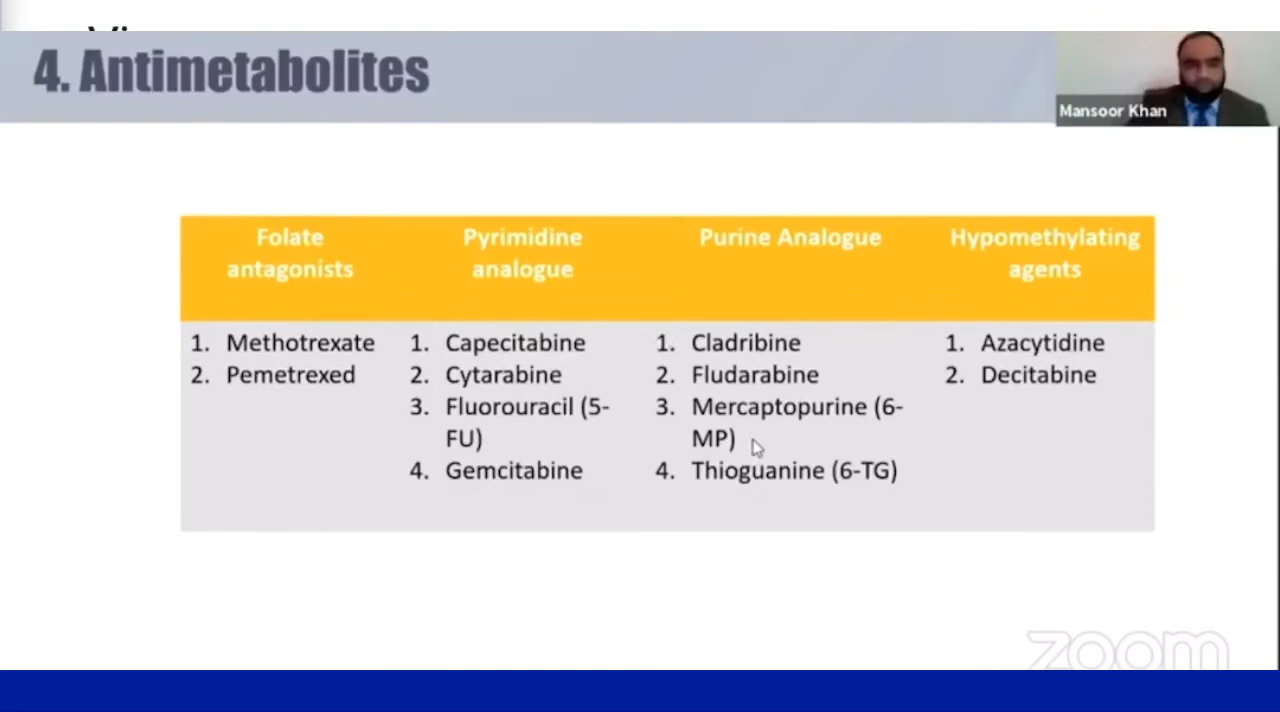 4. Antimetabolites
Mansoor Khan
Folate
antagonists
Pyrimidine
analogue
Purine Analogue
Hypomethylating
agents
1. Methotrexate
2. Pemetrexed
1. Capecitabine
2. Cytarabine
3. Fluorouracil (5-
FU)
4. Gemcitabine
1. Cladribine
2. Fludarabine
3. Mercaptopurine (6-
MP)
4. Thioguanine (6-TG)
1. Azacytidine
2. Decitabine
zoom